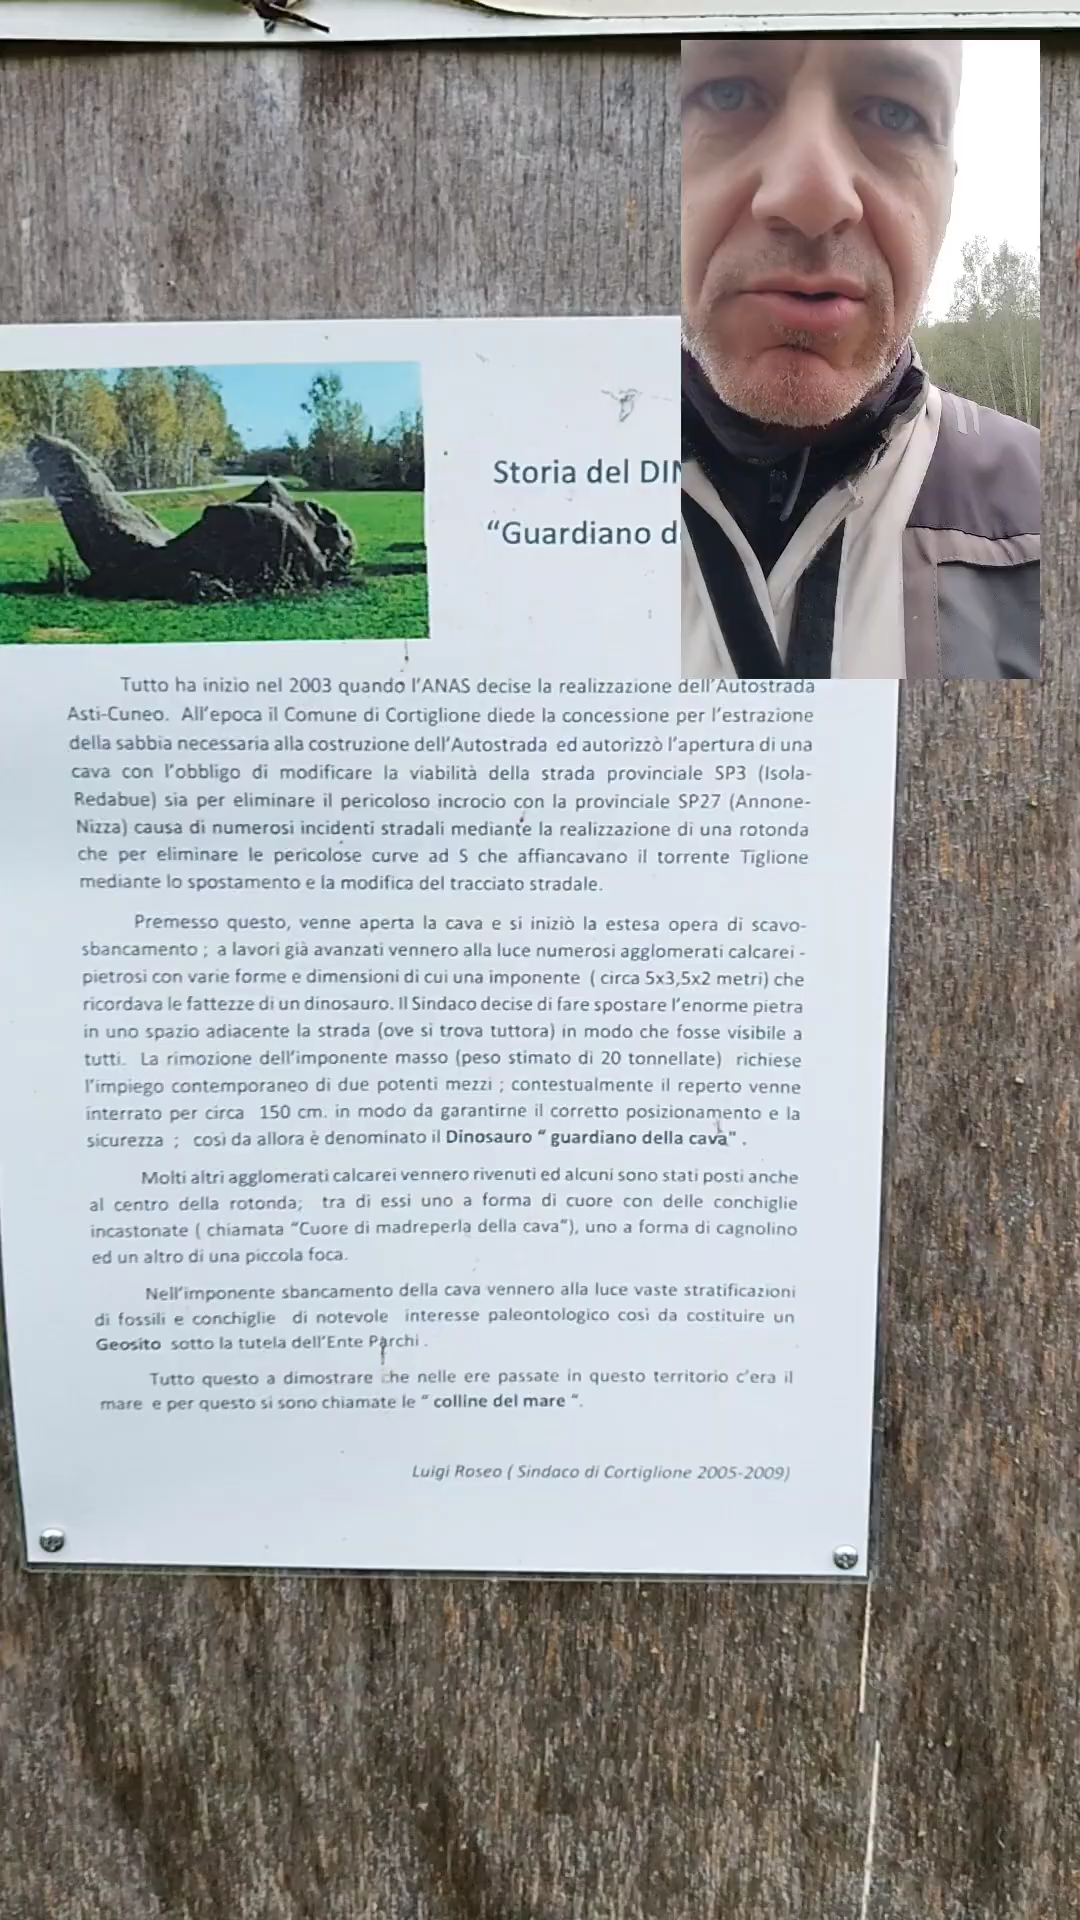 Storia del DIN
“Guardiano d
Tutto ha inizio nel 2003 quando l’ANAS decise la realizzazione dell’Autostrada
Asti-Cuneo. All’epoca il Comune di Cortiglione diede la concessione per l’estrazione
della sabbia necessaria alla costruzione dell’Autostrada ed autorizzò l’apertura di una
cava con l’obbligo di modificare la viabilità della strada provinciale SP3 (Isola-
Redabue) sia per eliminare il pericoloso incrocio con la provinciale SP27 (Annone-
Nizza) causa di numerosi incidenti stradali mediante la realizzazione di una rotonda
che per eliminare le pericolose curve ad S che affiancavano il torrente Tiglione
mediante lo spostamento e la modifica del tracciato stradale.
Premesso questo, venne aperta la cava e si iniziò la estesa opera di scavo-
sbancamento ; a lavori già avanzati vennero alla luce numerosi agglomerati calcarei -
pietrosi con varie forme e dimensioni di cui una imponente ( circa 5x3,5x2 metri) che
ricordava le fattezze di un dinosauro. Il Sindaco decise di fare spostare l’enorme pietra
in uno spazio adiacente la strada (ove si trova tuttora) in modo che fosse visibile a
tutti. La rimozione dell’imponente masso (peso stimato di 20 tonnellate) richiese
l’impiego contemporaneo di due potenti mezzi ; contestualmente il reperto venne
interrato per circa 150 cm. in modo da garantirne il corretto posizionamento e la
sicurezza ; così da allora è denominato il Dinosauro “ guardiano della cava” .
Molti altri agglomerati calcarei vennero rivenuti ed alcuni sono stati posti anche
al centro della rotonda; tra di essi uno a forma di cuore con delle conchiglie
incastonate ( chiamata “Cuore di madreperla della cava”), uno a forma di cagnolino
ed un altro di una piccola foca.
Nell’imponente sbancamento della cava vennero alla luce vaste stratificazioni
di fossili e conchiglie di notevole interesse paleontologico così da costituire un
Geosito sotto la tutela dell’Ente Parchi .
Tutto questo a dimostrare che nelle ere passate in questo territorio c’era il
mare e per questo si sono chiamate le “ colline del mare “.
Luigi Roseo ( Sindaco di Cortiglione 2005-2009)